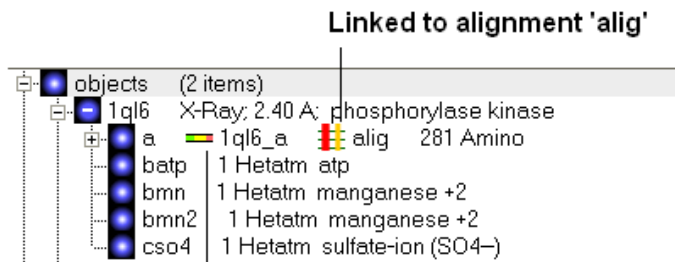 Linked to alignment 'alig'
objects (2 items)
1ql6 X-Ray; 2.40 A; phosphorylase kinase
a 1ql6_a alig 281 Amino
batp 1 Hetatm atp
bmn 1 Hetatm manganese +2
bmn2 1 Hetatm manganese +2
cso4 1 Hetatm sulfate-ion (SO4--)